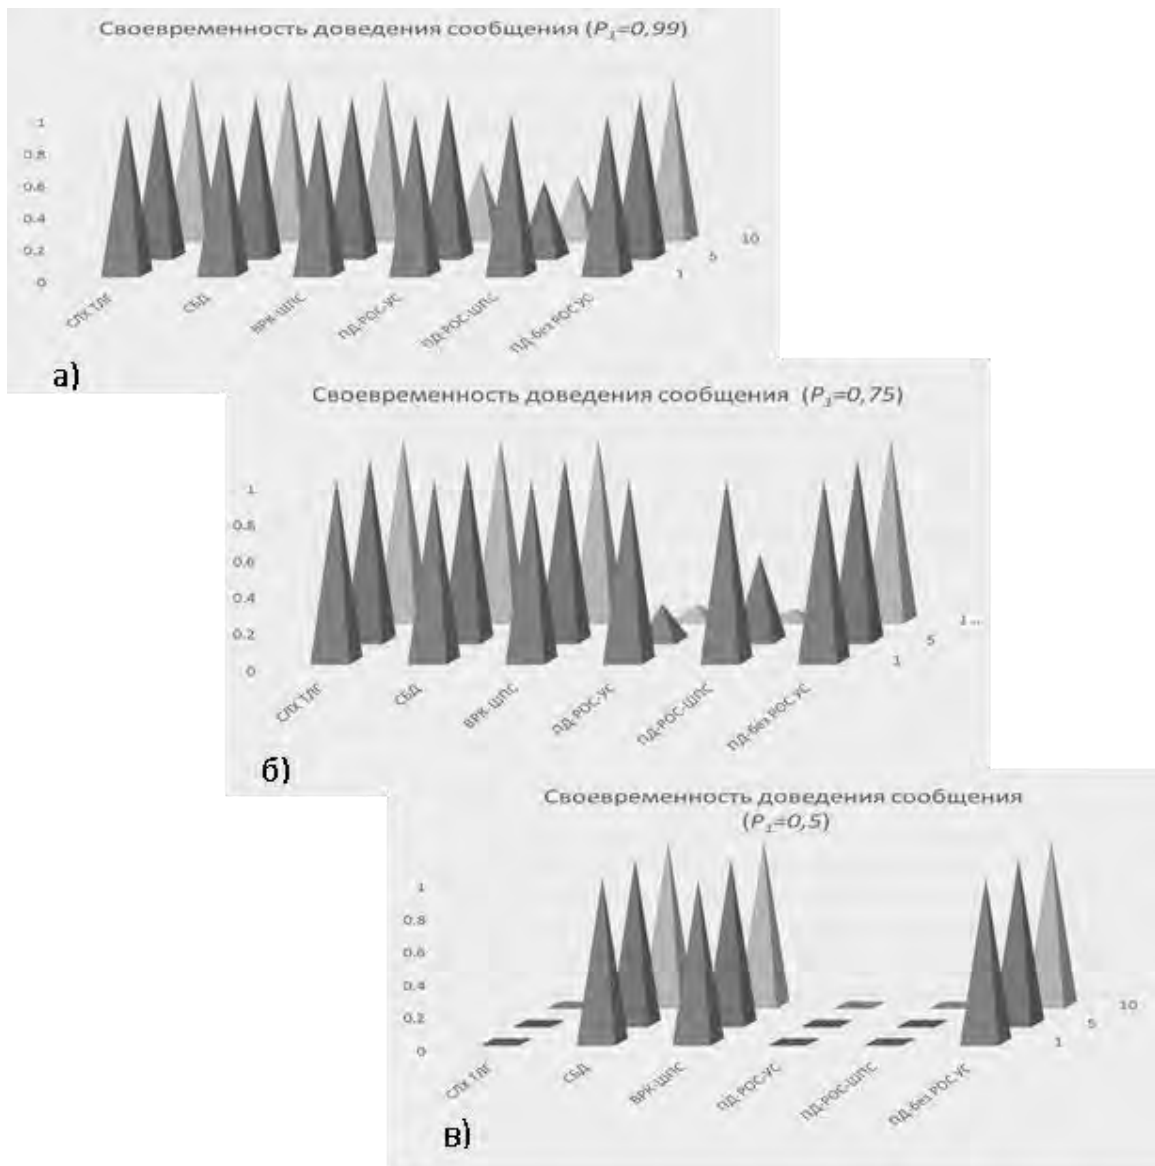 Своевременность доведения сообщения (P₁=0,99)
1
0.8
0.6
0.4
0.2
0
СЛХ ТЛГ
СБД
ВРК-ШПС
ПД-РОС-УС
ПД-РОС-ШПС
ПД-без РОС УС
1
5
10
а)
Своевременность доведения сообщения (P₁=0,75)
1
0.8
0.6
0.4
0.2
0
СЛХ ТЛГ
СБД
ВРК-ШПС
ПД-РОС-УС
ПД-РОС-ШПС
ПД-без РОС УС
1
5
1...
б)
Своевременность доведения сообщения
(P₁=0,5)
1
0.8
0.6
0.4
0.2
0
СЛХ ТЛГ
СБД
ВРК-ШПС
ПД-РОС-УС
ПД-РОС-ШПС
ПД-без РОС УС
1
5
10
в)